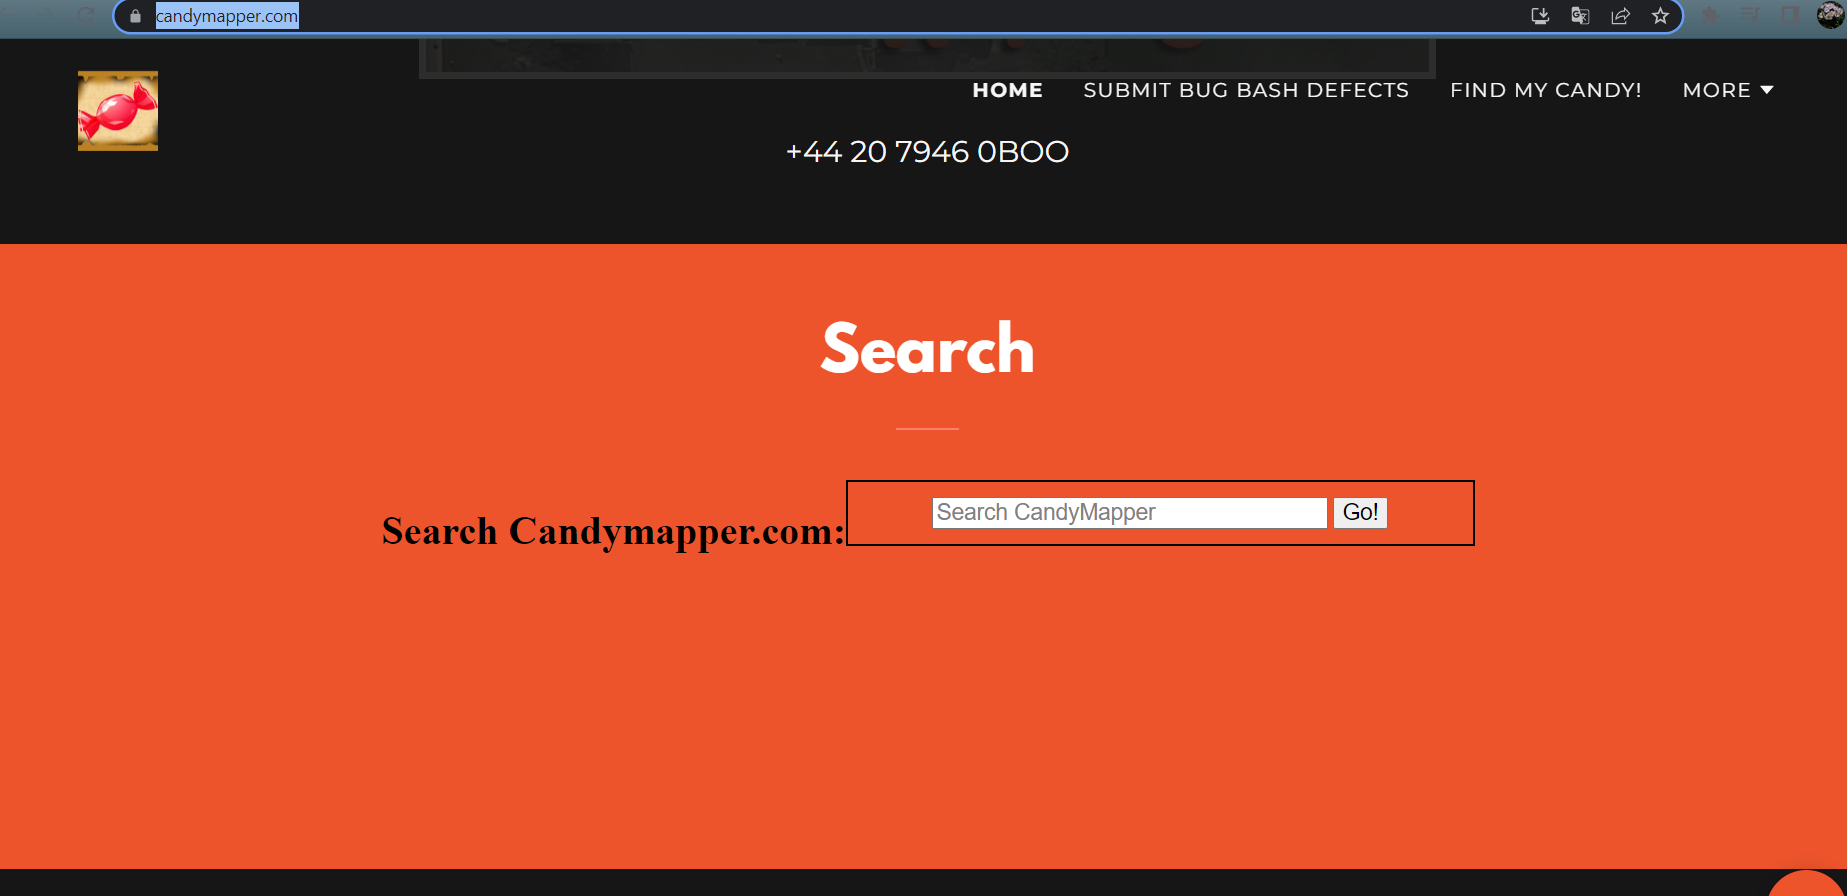 candymapper.com
HOME SUBMIT BUG BASH DEFECTS FIND MY CANDY! MORE
+44 20 7946 0BOO
Search
Search Candymapper.com: Search CandyMapper Go!